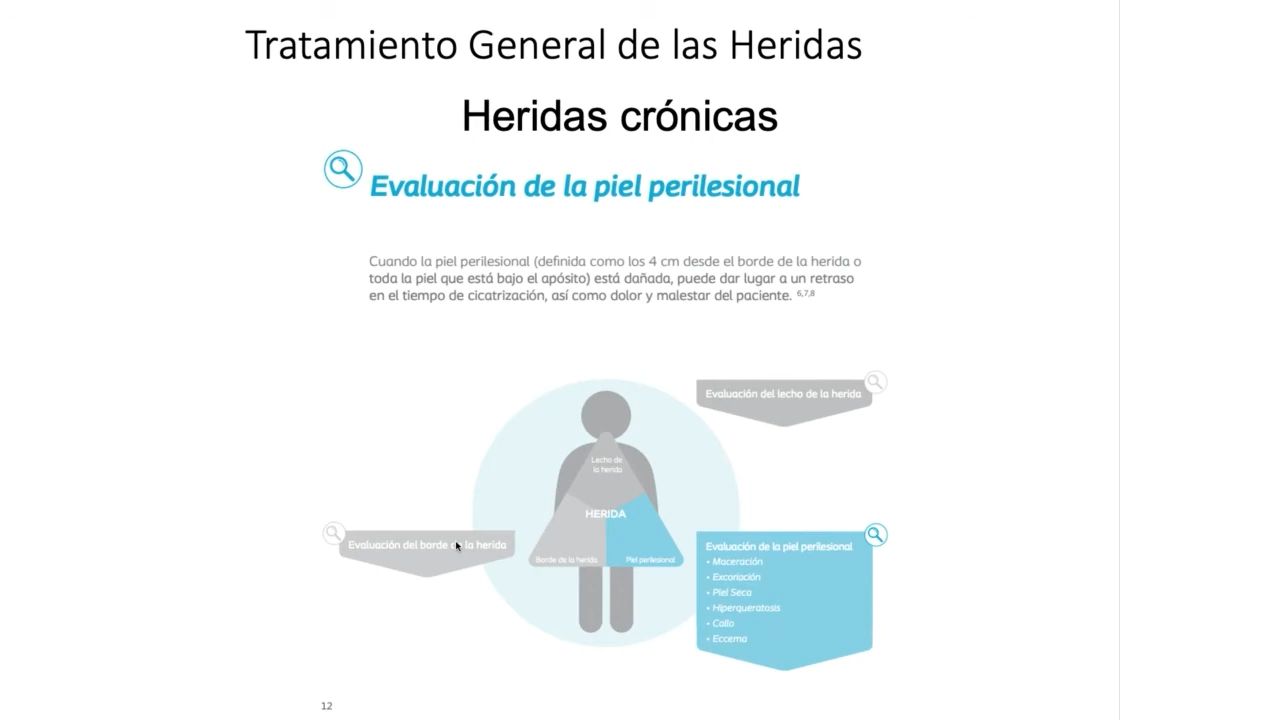 Tratamiento General de las Heridas
Heridas crónicas
Evaluación de la piel perilesional
Cuando la piel perilesional (definida como los 4 cm desde el borde de la herida o
toda la piel que está bajo el apósito) está dañada, puede dar lugar a un retraso
en el tiempo de cicatrización, así como dolor y malestar del paciente. 6,7,8
Evaluación del lecho de la herida
Lecho de
la herida
HERIDA
Borde de la herida
Piel perilesional
Evaluación del borde de la herida
Evaluación de la piel perilesional
• Maceración
• Excoriación
• Piel Seca
• Hiperqueratosis
• Callo
• Eccema
12